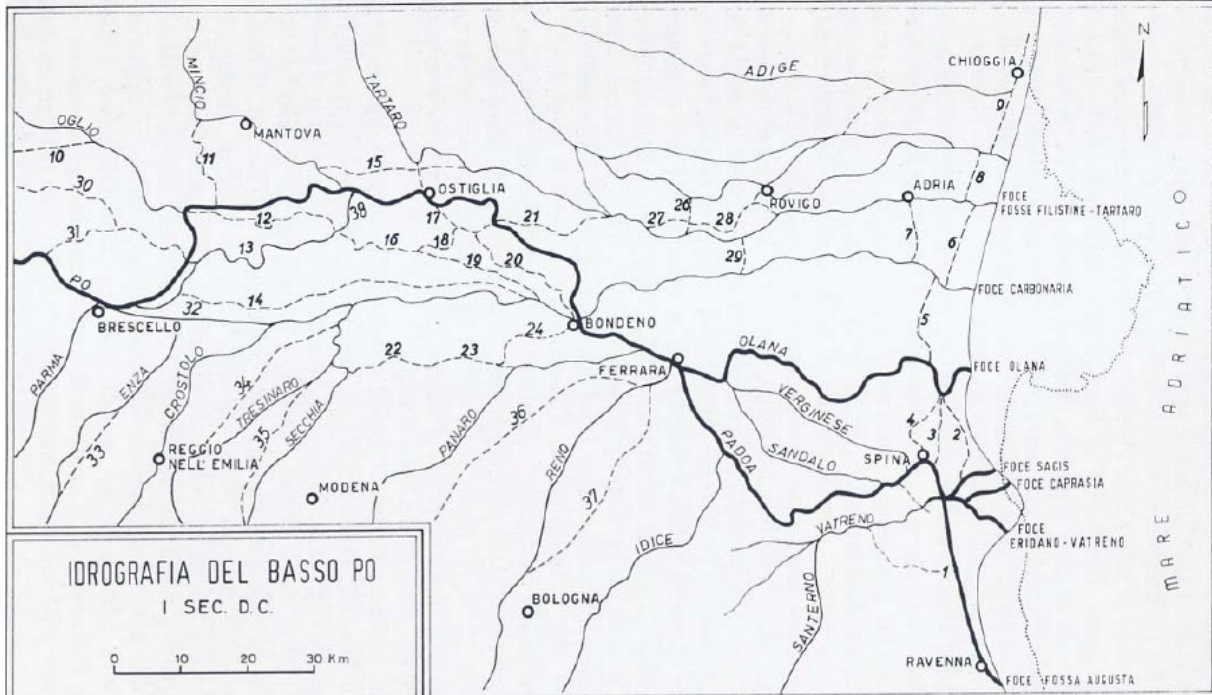 N
CHIOGGIA
ADIGE
MINCIO
TARTARO
OGLIO
MANTOVA
9
10
11
15
30
OSTIGLIA
26
ROVIGO
ADRIA
8
FOCE
FOSSE FILISTINE-TARTARO
12
38
17
21
27
28
7
6
31
13
16
18
19
20
29
PO
14
32
FOCE CARBONARIA
BRESCELLO
24
BONDENO
5
OLANA
FOCE OLANA
22
23
FERRARA
PARMA
ENZA
CROSTOLO
34
TRESINARO
35
SECCHIA
PANARO
36
VERGINESE
4
3
2
33
REGGIO
NELL' EMILIA
RENO
PADOA
SANDALO
SPINA
FOCE SAGIS
FOCE CAPRASIA
MODENA
37
IDICE
VATRENO
FOCE
ERIDANO-VATRENO
1
MARE ADRIATICO
BOLOGNA
SANTERNO
RAVENNA
FOCE FOSSA AUGUSTA
IDROGRAFIA DEL BASSO PO
I SEC. D.C.
0 10 20 30 Km